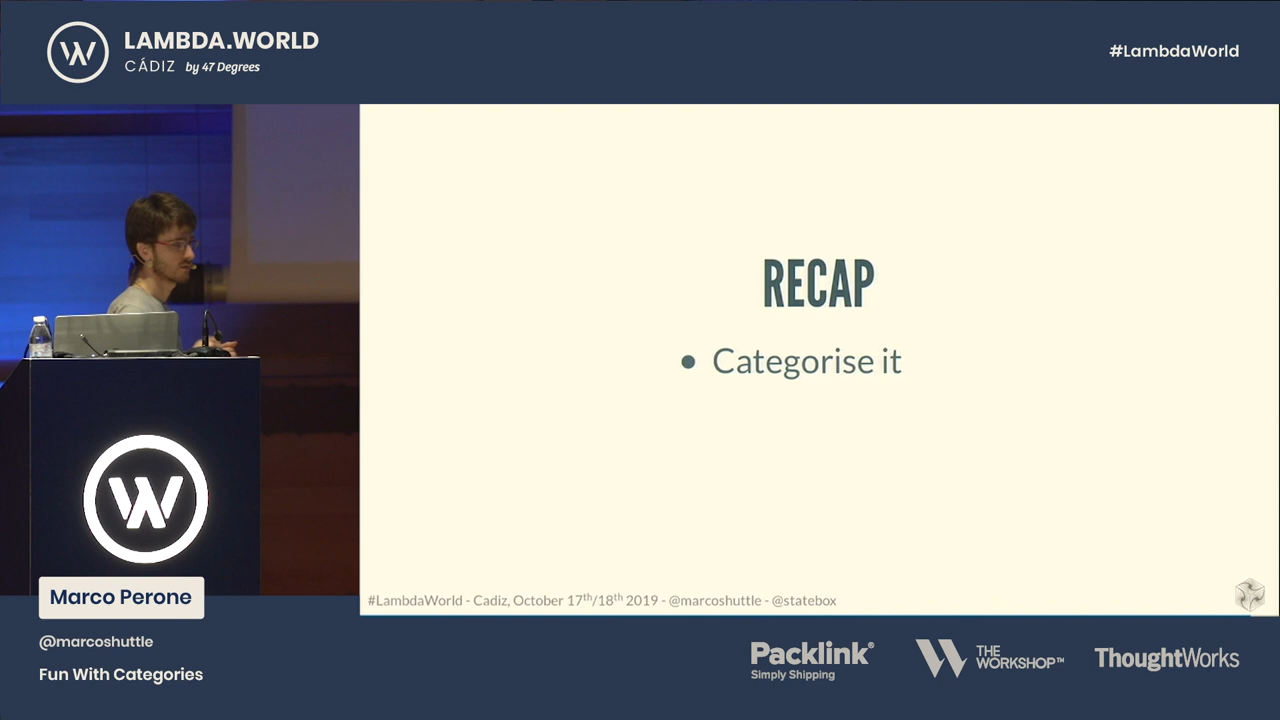 LAMBDA.WORLD
CÁDIZ by 47 Degrees
#LambdaWorld
RECAP
• Categorise it
#LambdaWorld - Cadiz, October 17th/18th 2019 - @marcoshuttle - @statebox
W
Marco Perone
@marcoshuttle
Fun With Categories
Packlink®
Simply Shipping
THE
WORKSHOP™
ThoughtWorks